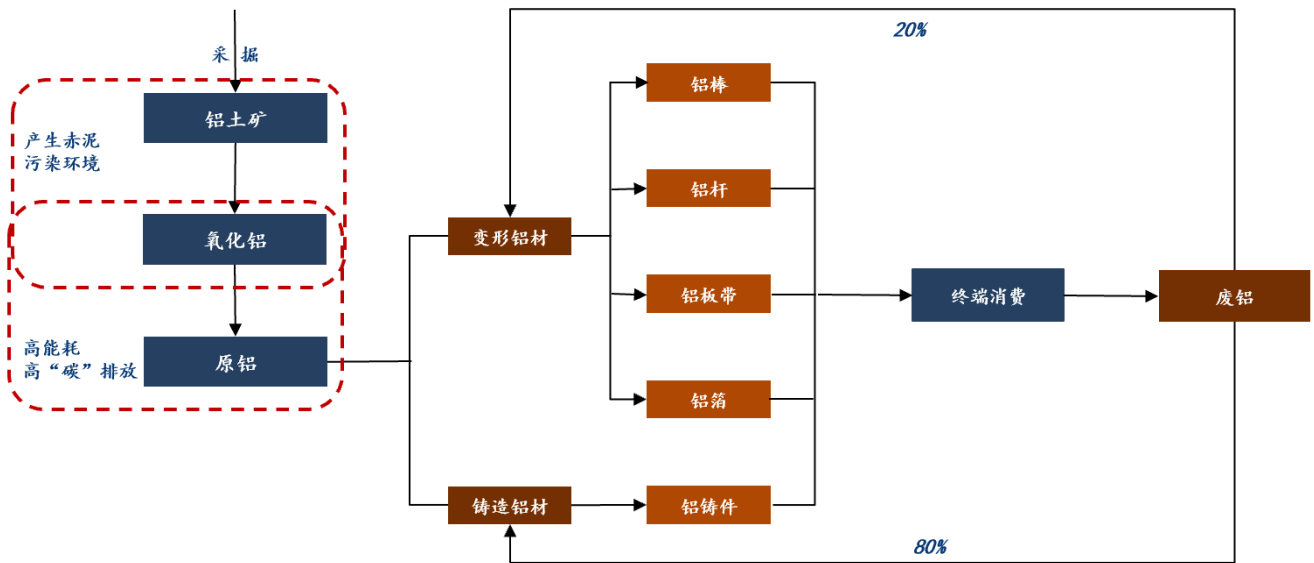 20%
采 掘
铝棒
铝土矿
产生赤泥
污染环境
铝杆
氧化铝
变形铝材
铝板带
终端消费
废铝
高能耗
高“碳”排放
原铝
铝箔
铸造铝材
铝铸件
80%